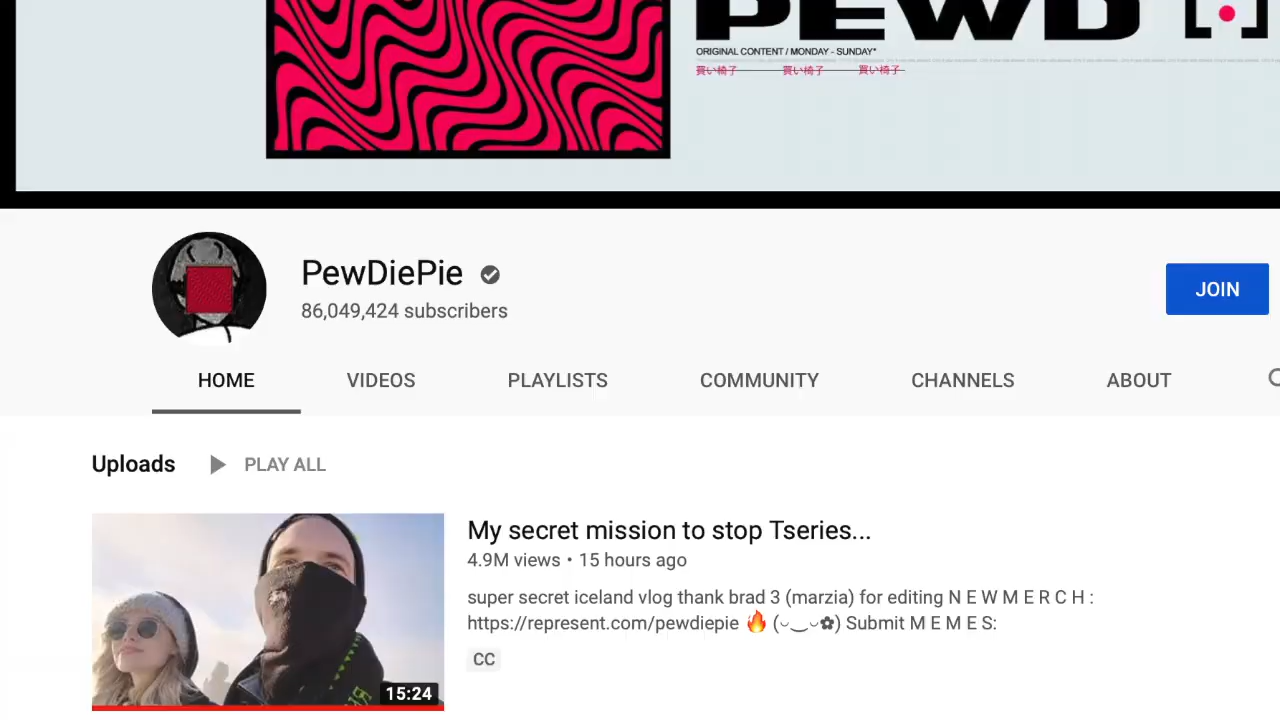 PEWD [•]
ORIGINAL CONTENT / MONDAY - SUNDAY*
買い椅子 買い椅子 買い椅子
PewDiePie
86,049,424 subscribers
JOIN
HOME VIDEOS PLAYLISTS COMMUNITY CHANNELS ABOUT
Uploads PLAY ALL
My secret mission to stop Tseries...
4.9M views • 15 hours ago
super secret iceland vlog thank brad 3 (marzia) for editing N E W M E R C H :
https://represent.com/pewdiepie 🔥 (◡‿◡✿) Submit M E M E S:
CC
15:24